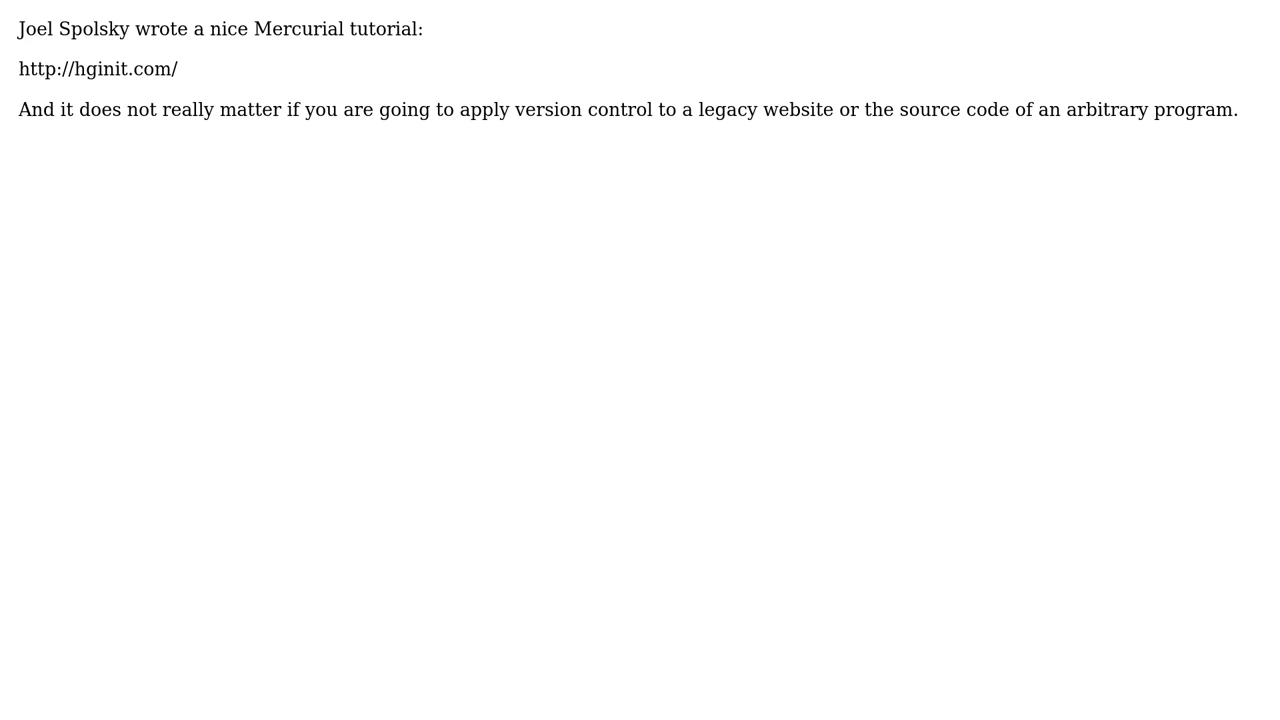 Joel Spolsky wrote a nice Mercurial tutorial:
http://hginit.com/
And it does not really matter if you are going to apply version control to a legacy website or the source code of an arbitrary program.